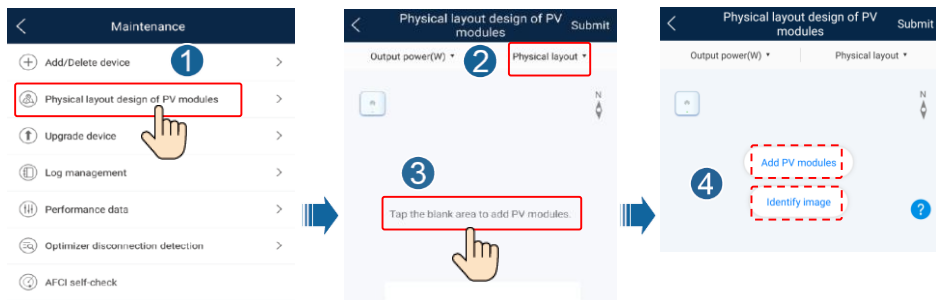 Maintenance
Add/Delete device
1
Physical layout design of PV modules
Upgrade device
Log management
Performance data
Optimizer disconnection detection
AFCI self-check
Physical layout design of PV
modules
Submit
Output power(W)
2
Physical layout
N
3
Tap the blank area to add PV modules.
Physical layout design of PV
modules
Submit
Output power(W)
Physical layout
N
Add PV modules
4
Identify image
?